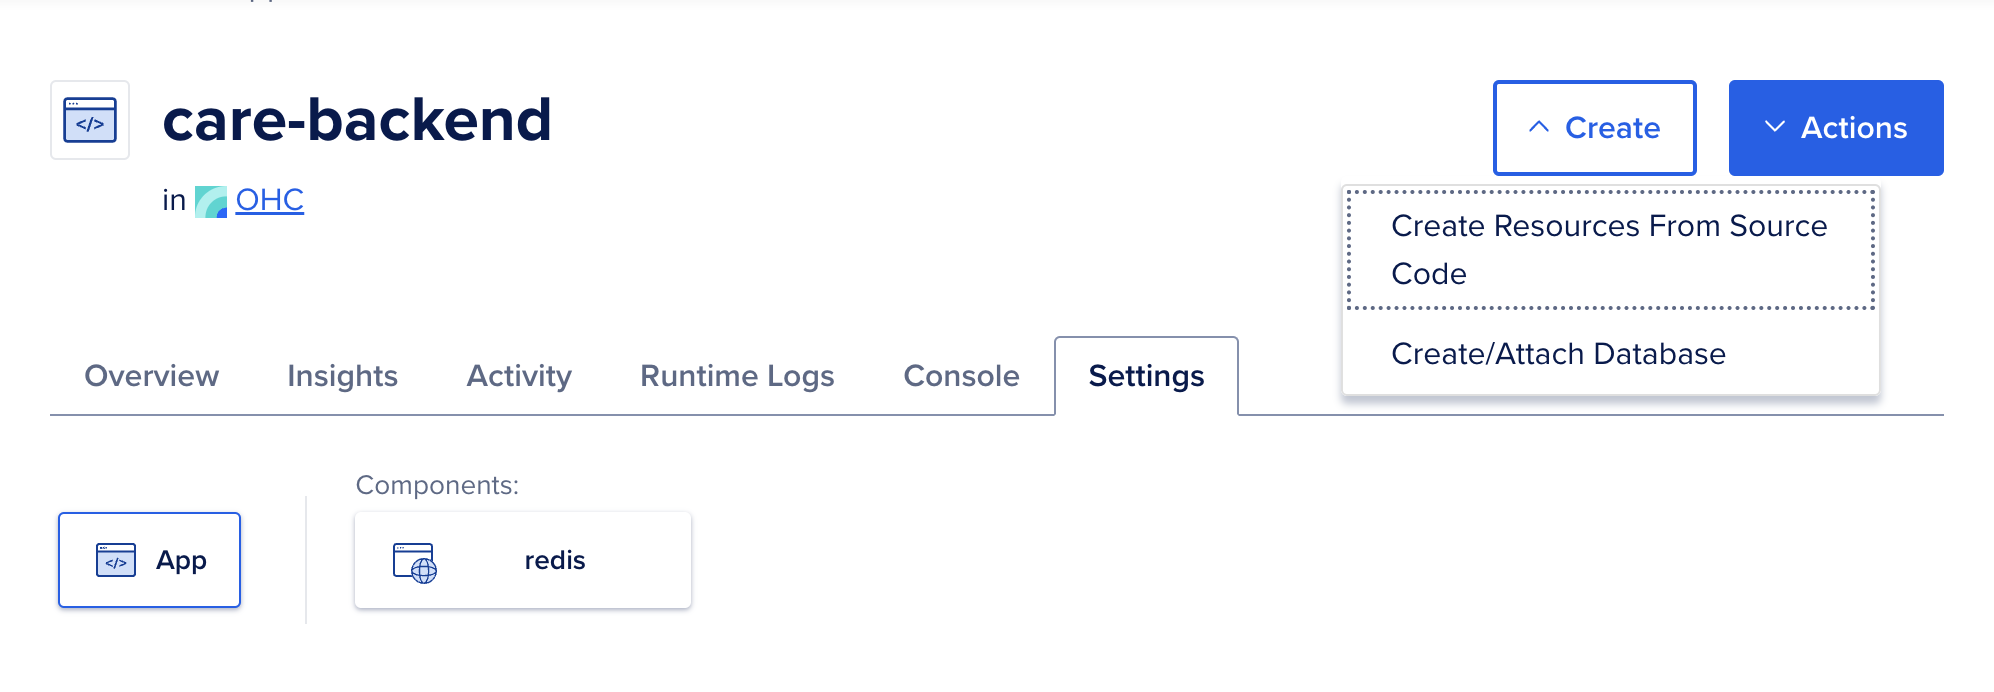 care-backend
Create
Actions
in OHC
Create Resources From Source
Code
Create/Attach Database
Overview
Insights
Activity
Runtime Logs
Console
Settings
Components:
</> App
redis